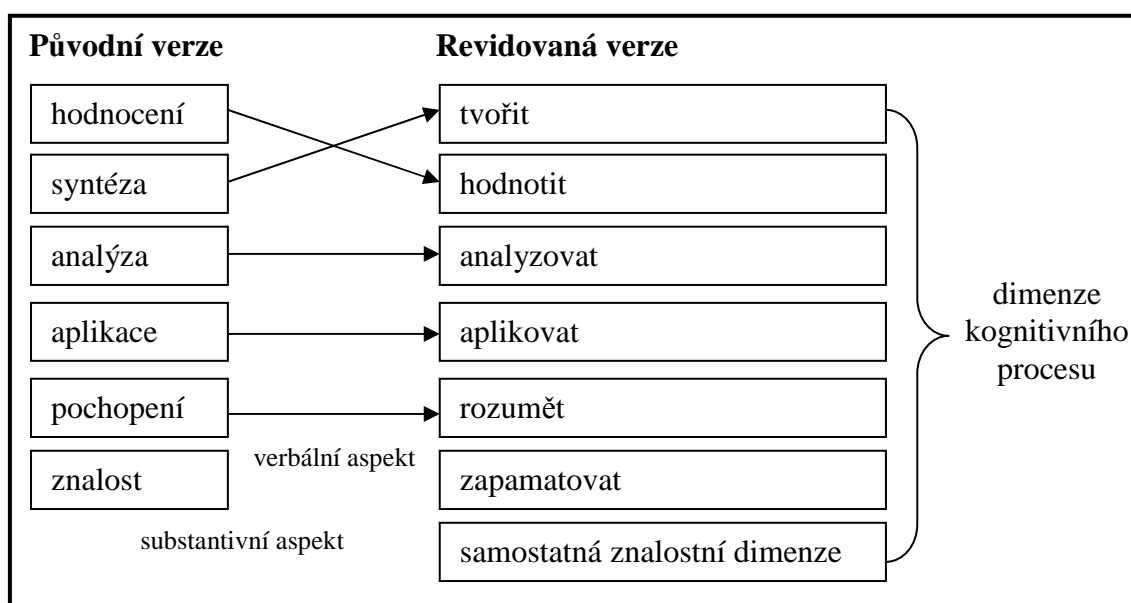 Původní verze
Revidovaná verze
hodnocení
tvořit
syntéza
hodnotit
analýza
analyzovat
aplikace
aplikovat
pochopení
rozumět
verbální aspekt
znalost
zapamatovat
substantivní aspekt
samostatná znalostní dimenze
dimenze
kognitivního
procesu